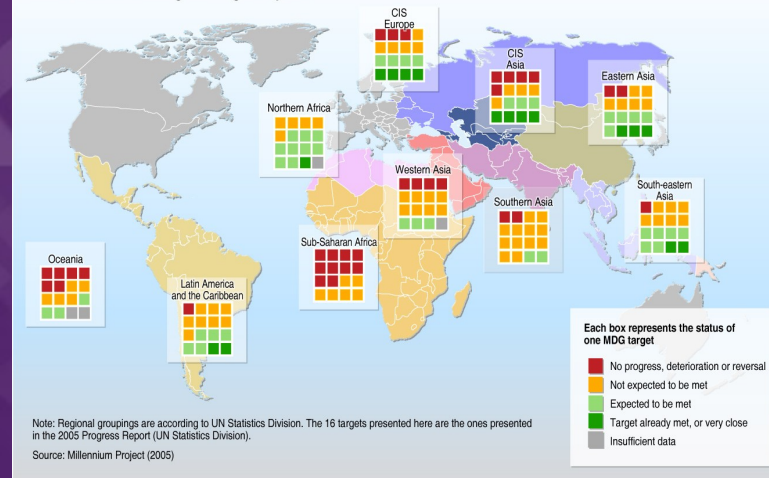 CIS
Europe
CIS
Asia
Eastern Asia
Northern Africa
Western Asia
Southern Asia
South-eastern
Asia
Sub-Saharan Africa
Oceania
Latin America
and the Caribbean
Each box represents the status of
one MDG target
No progress, deterioration or reversal
Not expected to be met
Expected to be met
Target already met, or very close
Insufficient data
Note: Regional groupings are according to UN Statistics Division. The 16 targets presented here are the ones presented
in the 2005 Progress Report (UN Statistics Division).
Source: Millennium Project (2005)